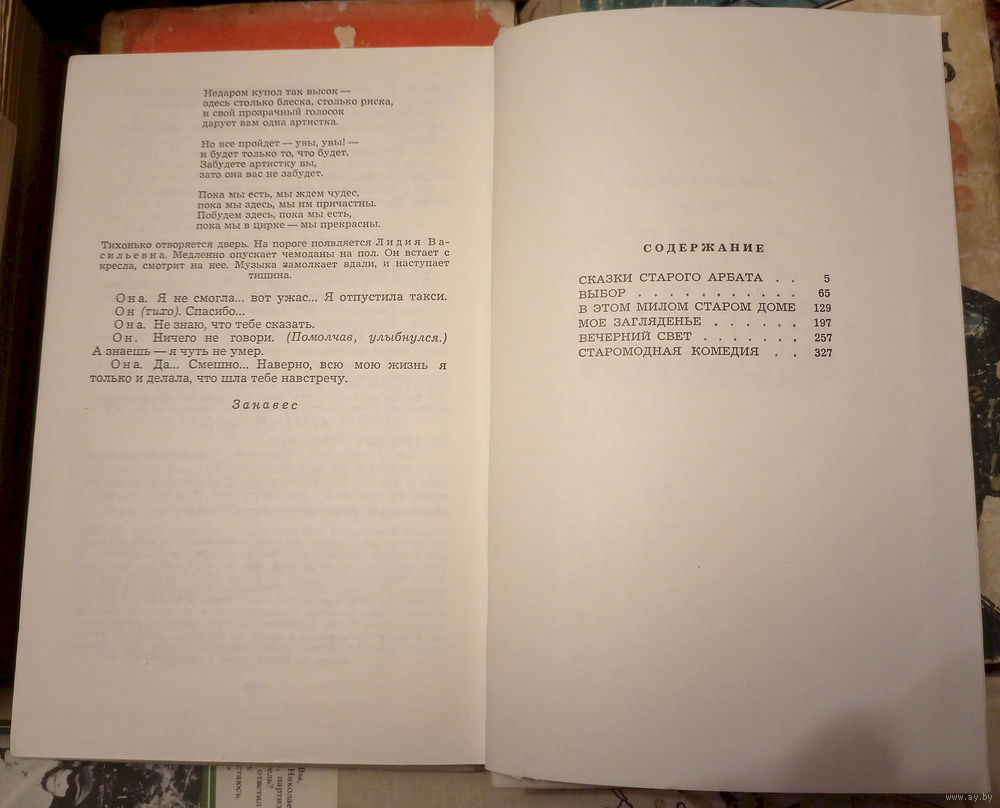 Недаром купол так высок —
здесь столько блеска, столько риска,
и свой прозрачный голосок
дарует вам одна артистка.
Но все пройдет — увы, увы! —
и будет только то, что будет.
Забудете артистку вы,
зато она вас не забудет.
Пока мы есть, мы ждем чудес,
пока мы здесь, мы им причастны.
Побудем здесь, пока мы есть,
пока мы в цирке — мы прекрасны.
Тихонько отворяется дверь. На пороге появляется Лидия Ва-
сильевна. Медленно опускает чемоданы на пол. Он встает с
кресла, смотрит на нее. Музыка замолкает вдали, и наступает
тишина.
Она. Я не смогла... вот ужас... Я отпустила такси.
Он (тихо). Спасибо...
Она. Не знаю, что тебе сказать.
Он. Ничего не говори. (Помолчав, улыбнулся.)
А знаешь — я чуть не умер.
Она. Да... Смешно... Наверно, всю мою жизнь я
только и делала, что шла тебе навстречу.
Занавес
СОДЕРЖАНИЕ
СКАЗКИ СТАРОГО АРБАТА . . 5
ВЫБОР . . . . . . . . . . . 65
В ЭТОМ МИЛОМ СТАРОМ ДОМЕ 129
МОЕ ЗАГЛЯДЕНЬЕ . . . . . . 197
ВЕЧЕРНИЙ СВЕТ . . . . . . . 257
СТАРОМОДНАЯ КОМЕДИЯ . . 327
Вы,
Николае
, партиз
ель?
ответил
стаюсь
www.ay.by